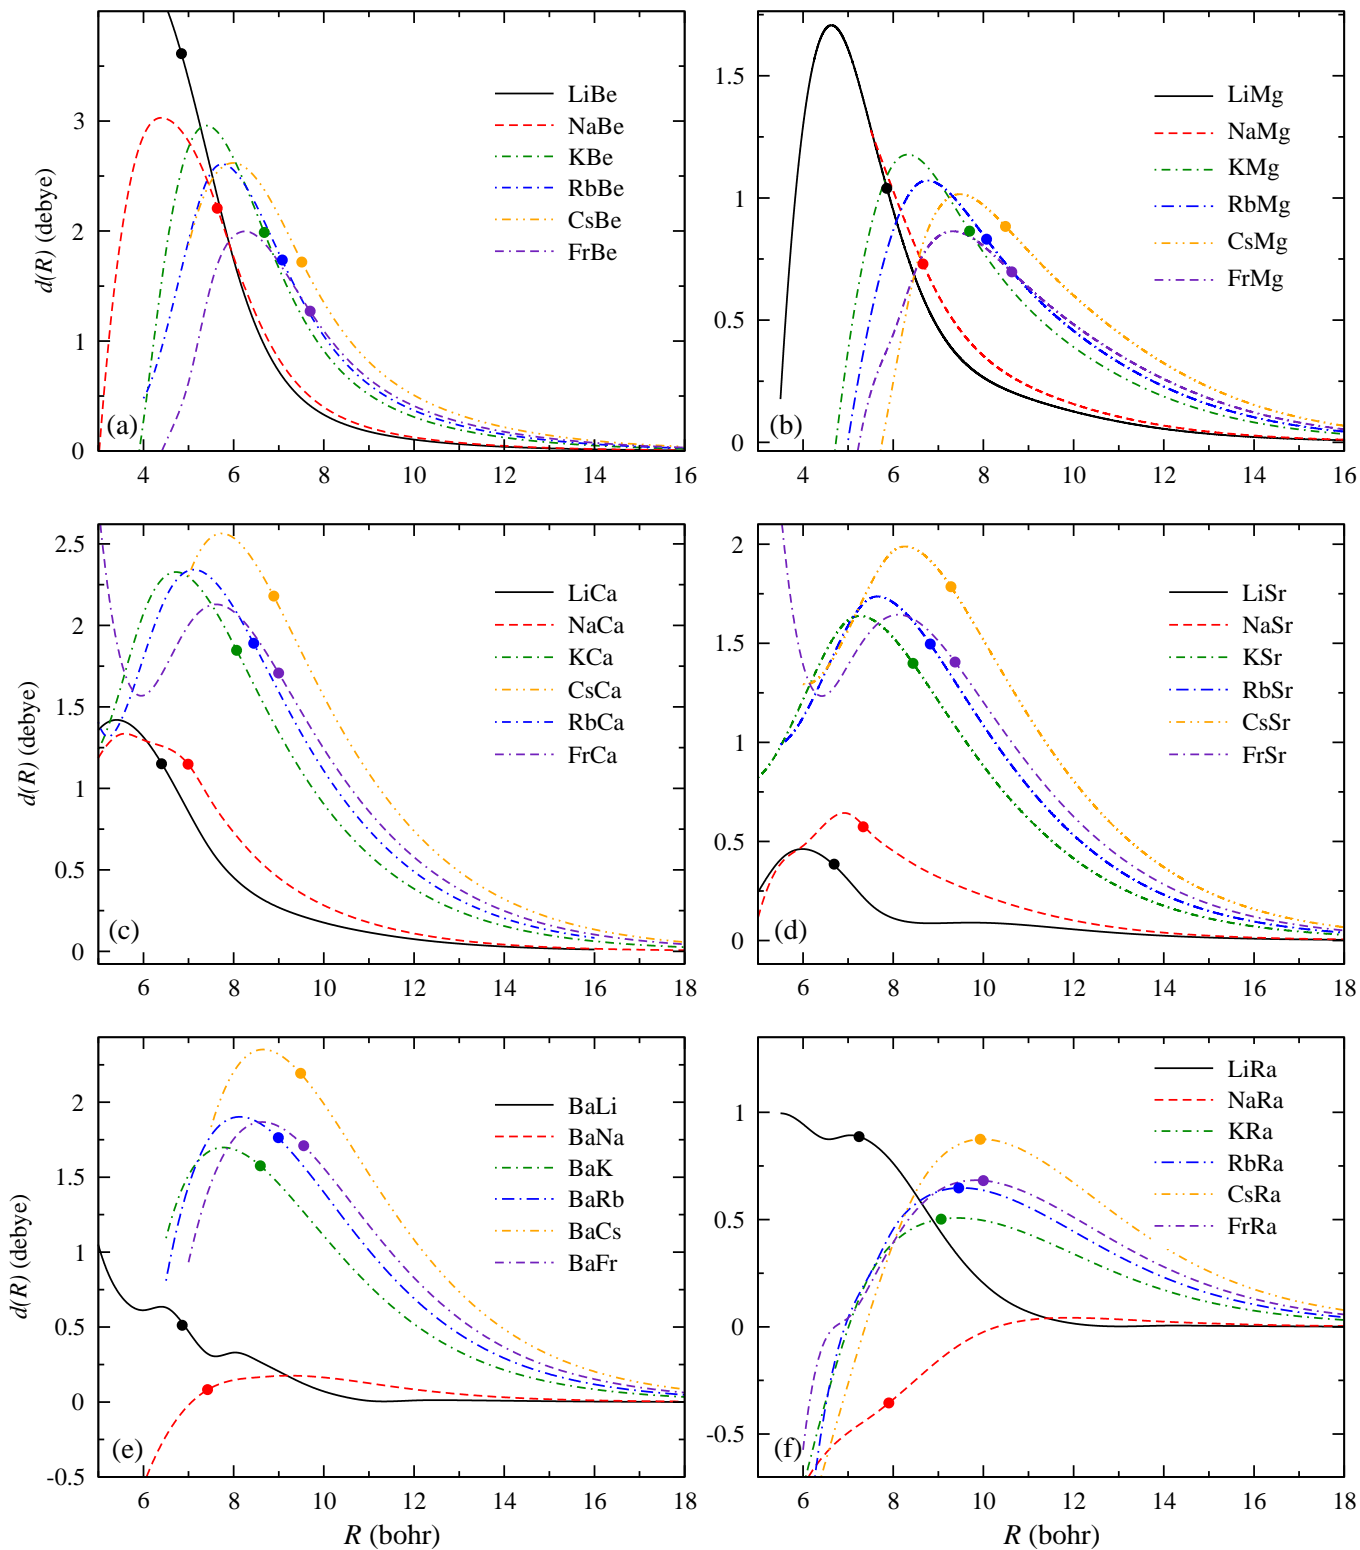 d(R) (debye)
3
2
1
0
4
6
8
10
12
14
16
(a)
LiBe
NaBe
KBe
RbBe
CsBe
FrBe
1.5
1
0.5
0
4
6
8
10
12
14
16
(b)
LiMg
NaMg
KMg
RbMg
CsMg
FrMg
d(R) (debye)
2.5
2
1.5
1
0.5
0
6
8
10
12
14
16
18
(c)
LiCa
NaCa
KCa
CsCa
RbCa
FrCa
2
1.5
1
0.5
0
6
8
10
12
14
16
18
(d)
LiSr
NaSr
KSr
RbSr
CsSr
FrSr
d(R) (debye)
2
1.5
1
0.5
0
-0.5
6
8
10
12
14
16
18
(e)
BaLi
BaNa
BaK
BaRb
BaCs
BaFr
R (bohr)
1
0.5
0
-0.5
6
8
10
12
14
16
18
(f)
LiRa
NaRa
KRa
RbRa
CsRa
FrRa
R (bohr)